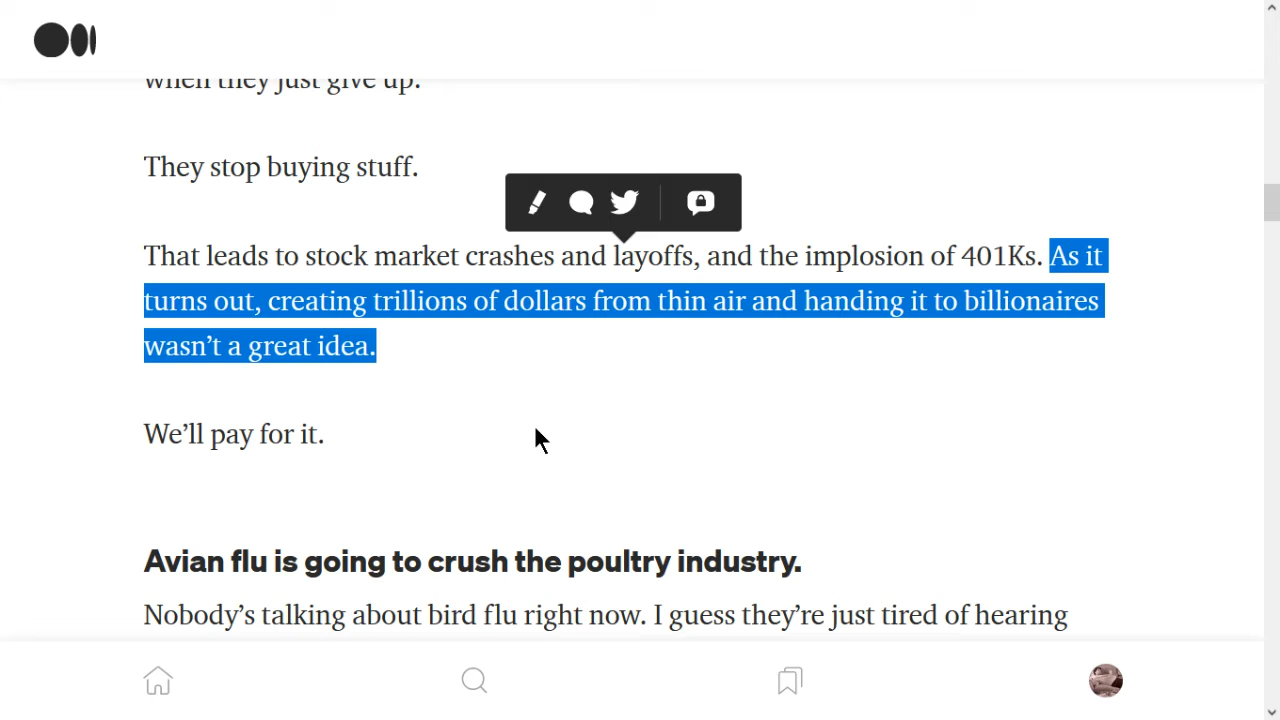 when they just give up.
They stop buying stuff.
That leads to stock market crashes and layoffs, and the implosion of 401Ks. As it
turns out, creating trillions of dollars from thin air and handing it to billionaires
wasn’t a great idea.
We’ll pay for it.
Avian flu is going to crush the poultry industry.
Nobody’s talking about bird flu right now. I guess they’re just tired of hearing